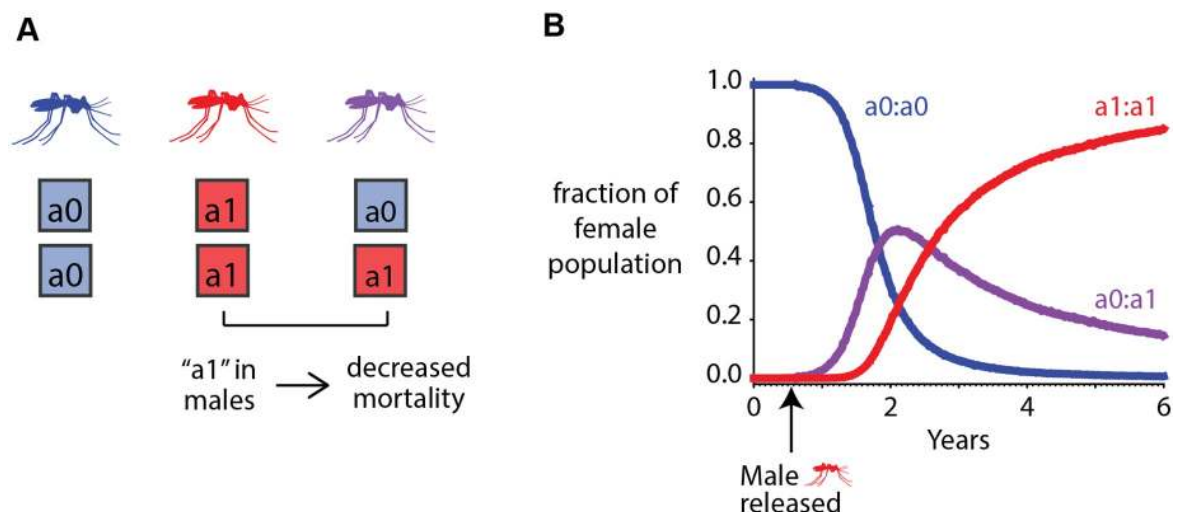 A
a0
a0
a1
a1
a0
a1
“a1” in
males
decreased
mortality
B
fraction of
female
population
1.0
0.8
0.6
0.4
0.2
0.0
a0:a0
a1:a1
a0:a1
0
2
4
6
Years
Male
released